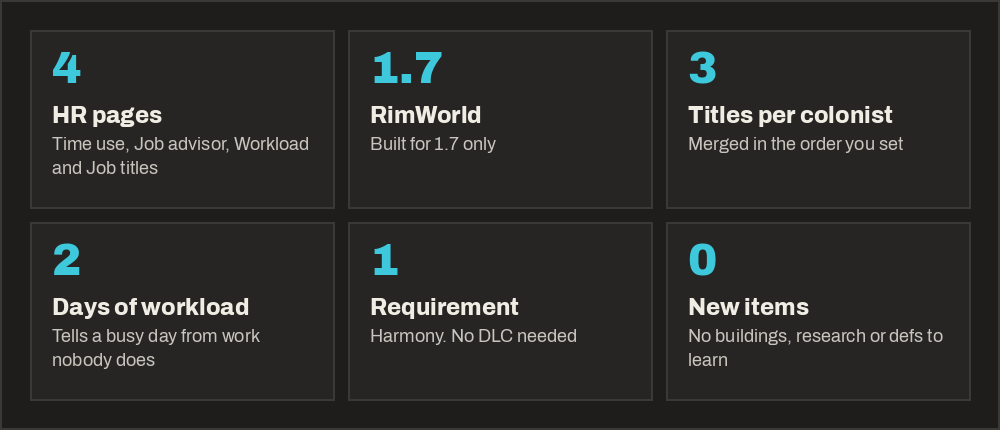 4
HR pages
Time use, Job advisor, Workload
and Job titles
1.7
RimWorld
Built for 1.7 only
3
Titles per colonist
Merged in the order you set
2
Days of workload
Tells a busy day from work
nobody does
1
Requirement
Harmony. No DLC needed
0
New items
No buildings, research or defs to
learn